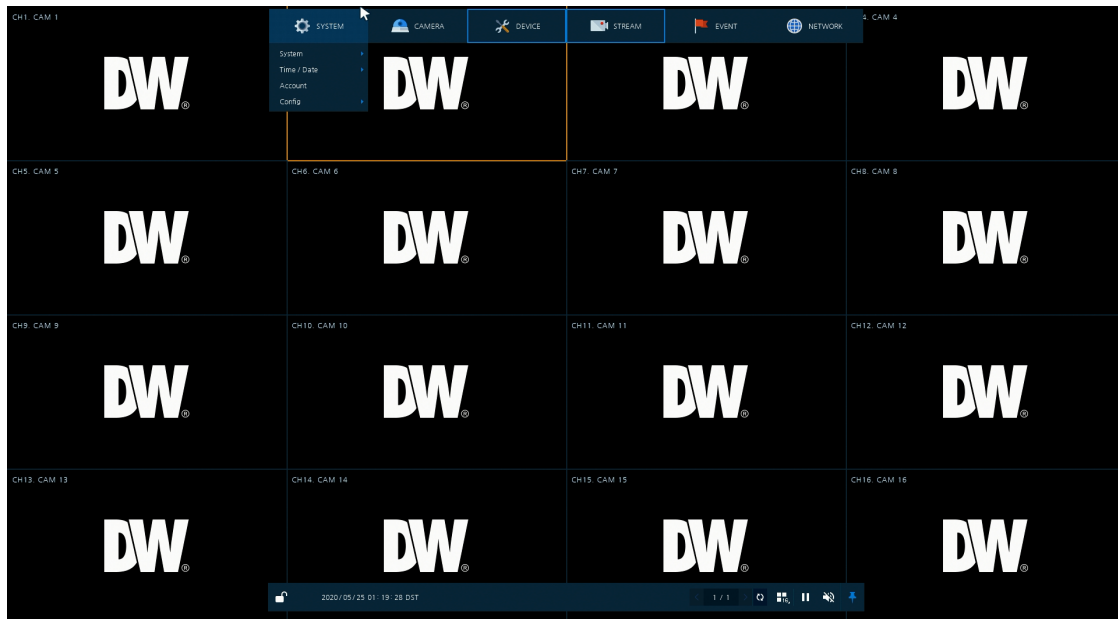 CH1. CAM 1
SYSTEM
CAMERA
DEVICE
STREAM
EVENT
NETWORK
4. CAM 4
System
Time / Date
Account
Config
DW®
DW®
DW®
DW®
CH5. CAM 5
CH6. CAM 6
CH7. CAM 7
CH8. CAM 8
DW®
DW®
DW®
DW®
CH9. CAM 9
CH10. CAM 10
CH11. CAM 11
CH12. CAM 12
DW®
DW®
DW®
DW®
CH13. CAM 13
CH14. CAM 14
CH15. CAM 15
CH16. CAM 16
DW®
DW®
DW®
DW®
2020/05/25 01:19:28 DST
1 / 1
16